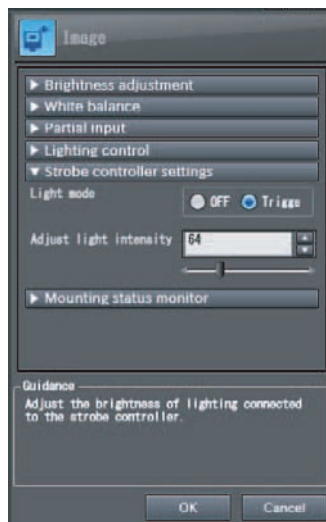 Image
▶ Brightness adjustment
▶ White balance
▶ Partial input
▶ Lighting control
▼ Strobe controller settings
Light mode OFF Trigge
Adjust light intensity 64
▶ Mounting status monitor
Guidance
Adjust the brightness of lighting connected
to the strobe controller.
OK Cancel